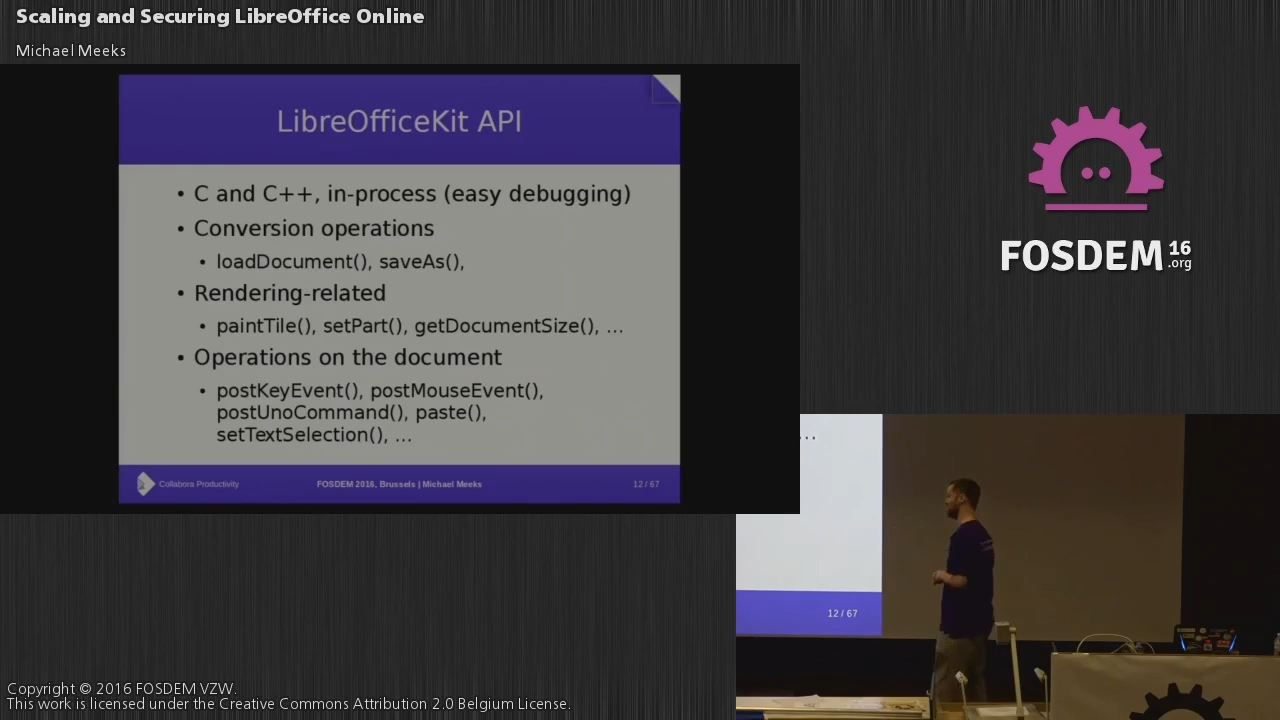 Scaling and Securing LibreOffice Online
Michael Meeks
LibreOfficeKit API
• C and C++, in-process (easy debugging)
• Conversion operations
• loadDocument(), saveAs(),
• Rendering-related
• paintTile(), setPart(), getDocumentSize(), ...
• Operations on the document
• postKeyEvent(), postMouseEvent(),
postUnoCommand(), paste(),
setTextSelection(), ...
Collabora Productivity
FOSDEM 2016, Brussels | Michael Meeks
12 / 67
FOSDEM 16
.org
...
12 / 67
Copyright © 2016 FOSDEM VZW.
This work is licensed under the Creative Commons Attribution 2.0 Belgium License.